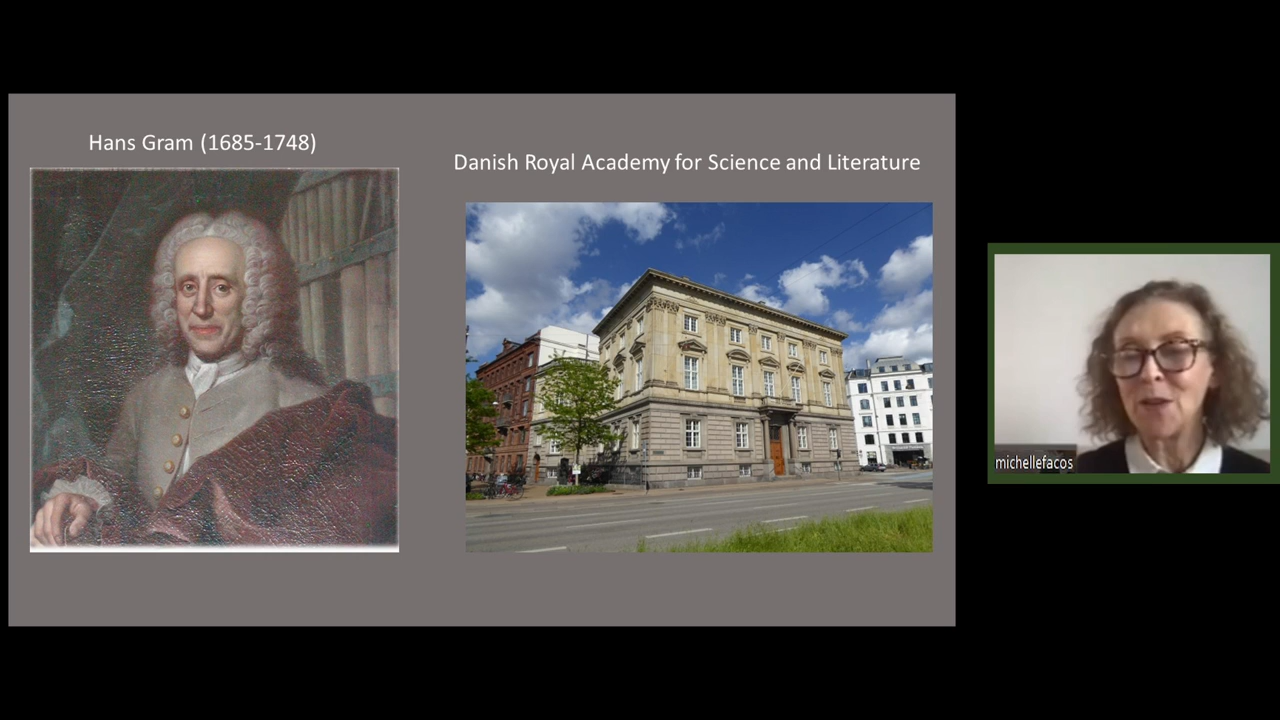 Hans Gram (1685-1748)
Danish Royal Academy for Science and Literature
michellefacos